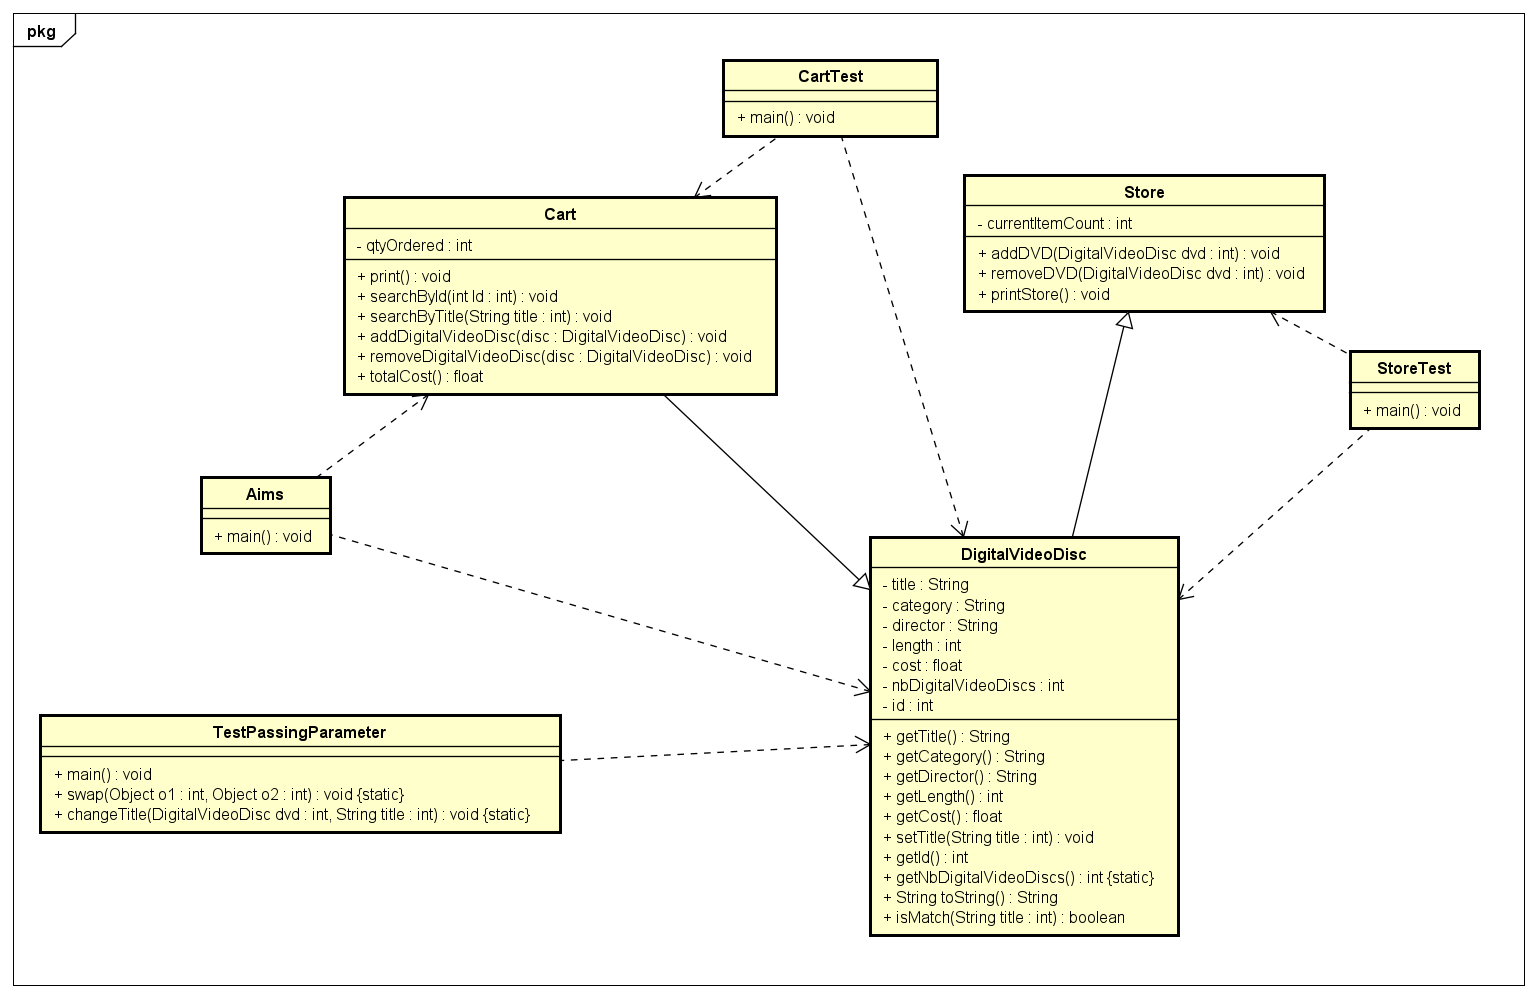 pkg
CartTest
+ main() : void
Cart
- qtyOrdered : int
+ print() : void
+ searchById(int Id : int) : void
+ searchByTitle(String title : int) : void
+ addDigitalVideoDisc(disc : DigitalVideoDisc) : void
+ removeDigitalVideoDisc(disc : DigitalVideoDisc) : void
+ totalCost() : float
Store
- currentItemCount : int
+ addDVD(DigitalVideoDisc dvd : int) : void
+ removeDVD(DigitalVideoDisc dvd : int) : void
+ printStore() : void
StoreTest
+ main() : void
Aims
+ main() : void
DigitalVideoDisc
- title : String
- category : String
- director : String
- length : int
- cost : float
- nbDigitalVideoDiscs : int
- id : int
+ getTitle() : String
+ getCategory() : String
+ getDirector() : String
+ getLength() : int
+ getCost() : float
+ setTitle(String title : int) : void
+ getId() : int
+ getNbDigitalVideoDiscs() : int {static}
+ String toString() : String
+ isMatch(String title : int) : boolean
TestPassingParameter
+ main() : void
+ swap(Object o1 : int, Object o2 : int) : void {static}
+ changeTitle(DigitalVideoDisc dvd : int, String title : int) : void {static}